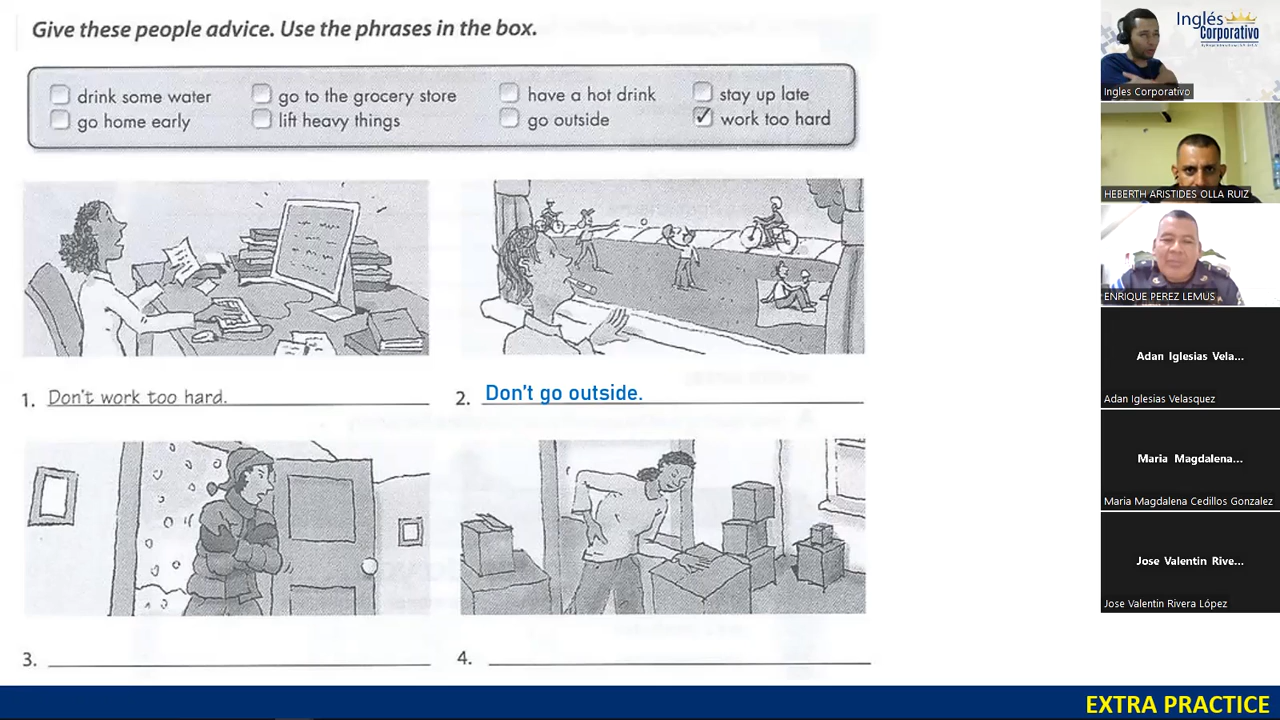 Give these people advice. Use the phrases in the box.
drink some water
go to the grocery store
have a hot drink
stay up late
go home early
lift heavy things
go outside
work too hard
1. Don't work too hard.
2. Don't go outside.
3.
4.
EXTRA PRACTICE
Inglés
Corporativo
Ingles Corporativo
HEBERTH ARISTIDES OLLA RUIZ
ENRIQUE PEREZ LEMUS
Adan Iglesias Vela...
Adan Iglesias Velasquez
Maria Magdalena...
Maria Magdalena Cedillos Gonzalez
Jose Valentin Rive...
Jose Valentin Rivera López